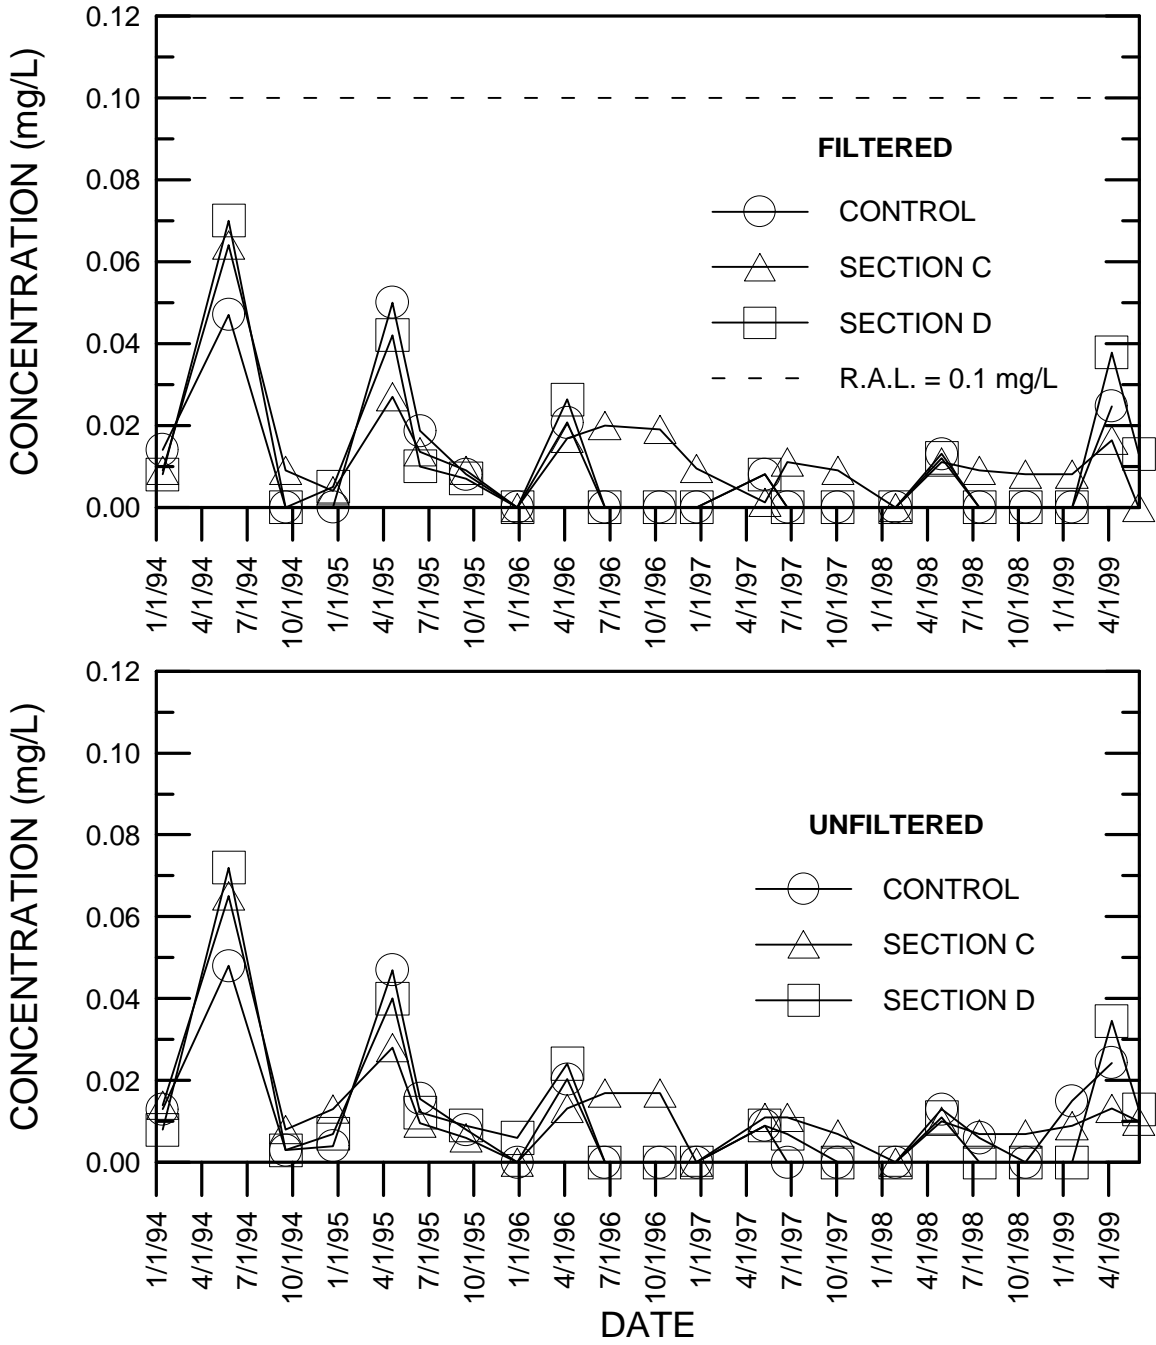 CONCENTRATION (mg/L)
0.12
0.10
0.08
0.06
0.04
0.02
0.00
FILTERED
CONTROL
SECTION C
SECTION D
R.A.L. = 0.1 mg/L
1/1/94 4/1/94 7/1/94 10/1/94 1/1/95 4/1/95 7/1/95 10/1/95 1/1/96 4/1/96 7/1/96 10/1/96 1/1/97 4/1/97 7/1/97 10/1/97 1/1/98 4/1/98 7/1/98 10/1/98 1/1/99 4/1/99
CONCENTRATION (mg/L)
0.12
0.10
0.08
0.06
0.04
0.02
0.00
UNFILTERED
CONTROL
SECTION C
SECTION D
1/1/94 4/1/94 7/1/94 10/1/94 1/1/95 4/1/95 7/1/95 10/1/95 1/1/96 4/1/96 7/1/96 10/1/96 1/1/97 4/1/97 7/1/97 10/1/97 1/1/98 4/1/98 7/1/98 10/1/98 1/1/99 4/1/99
DATE